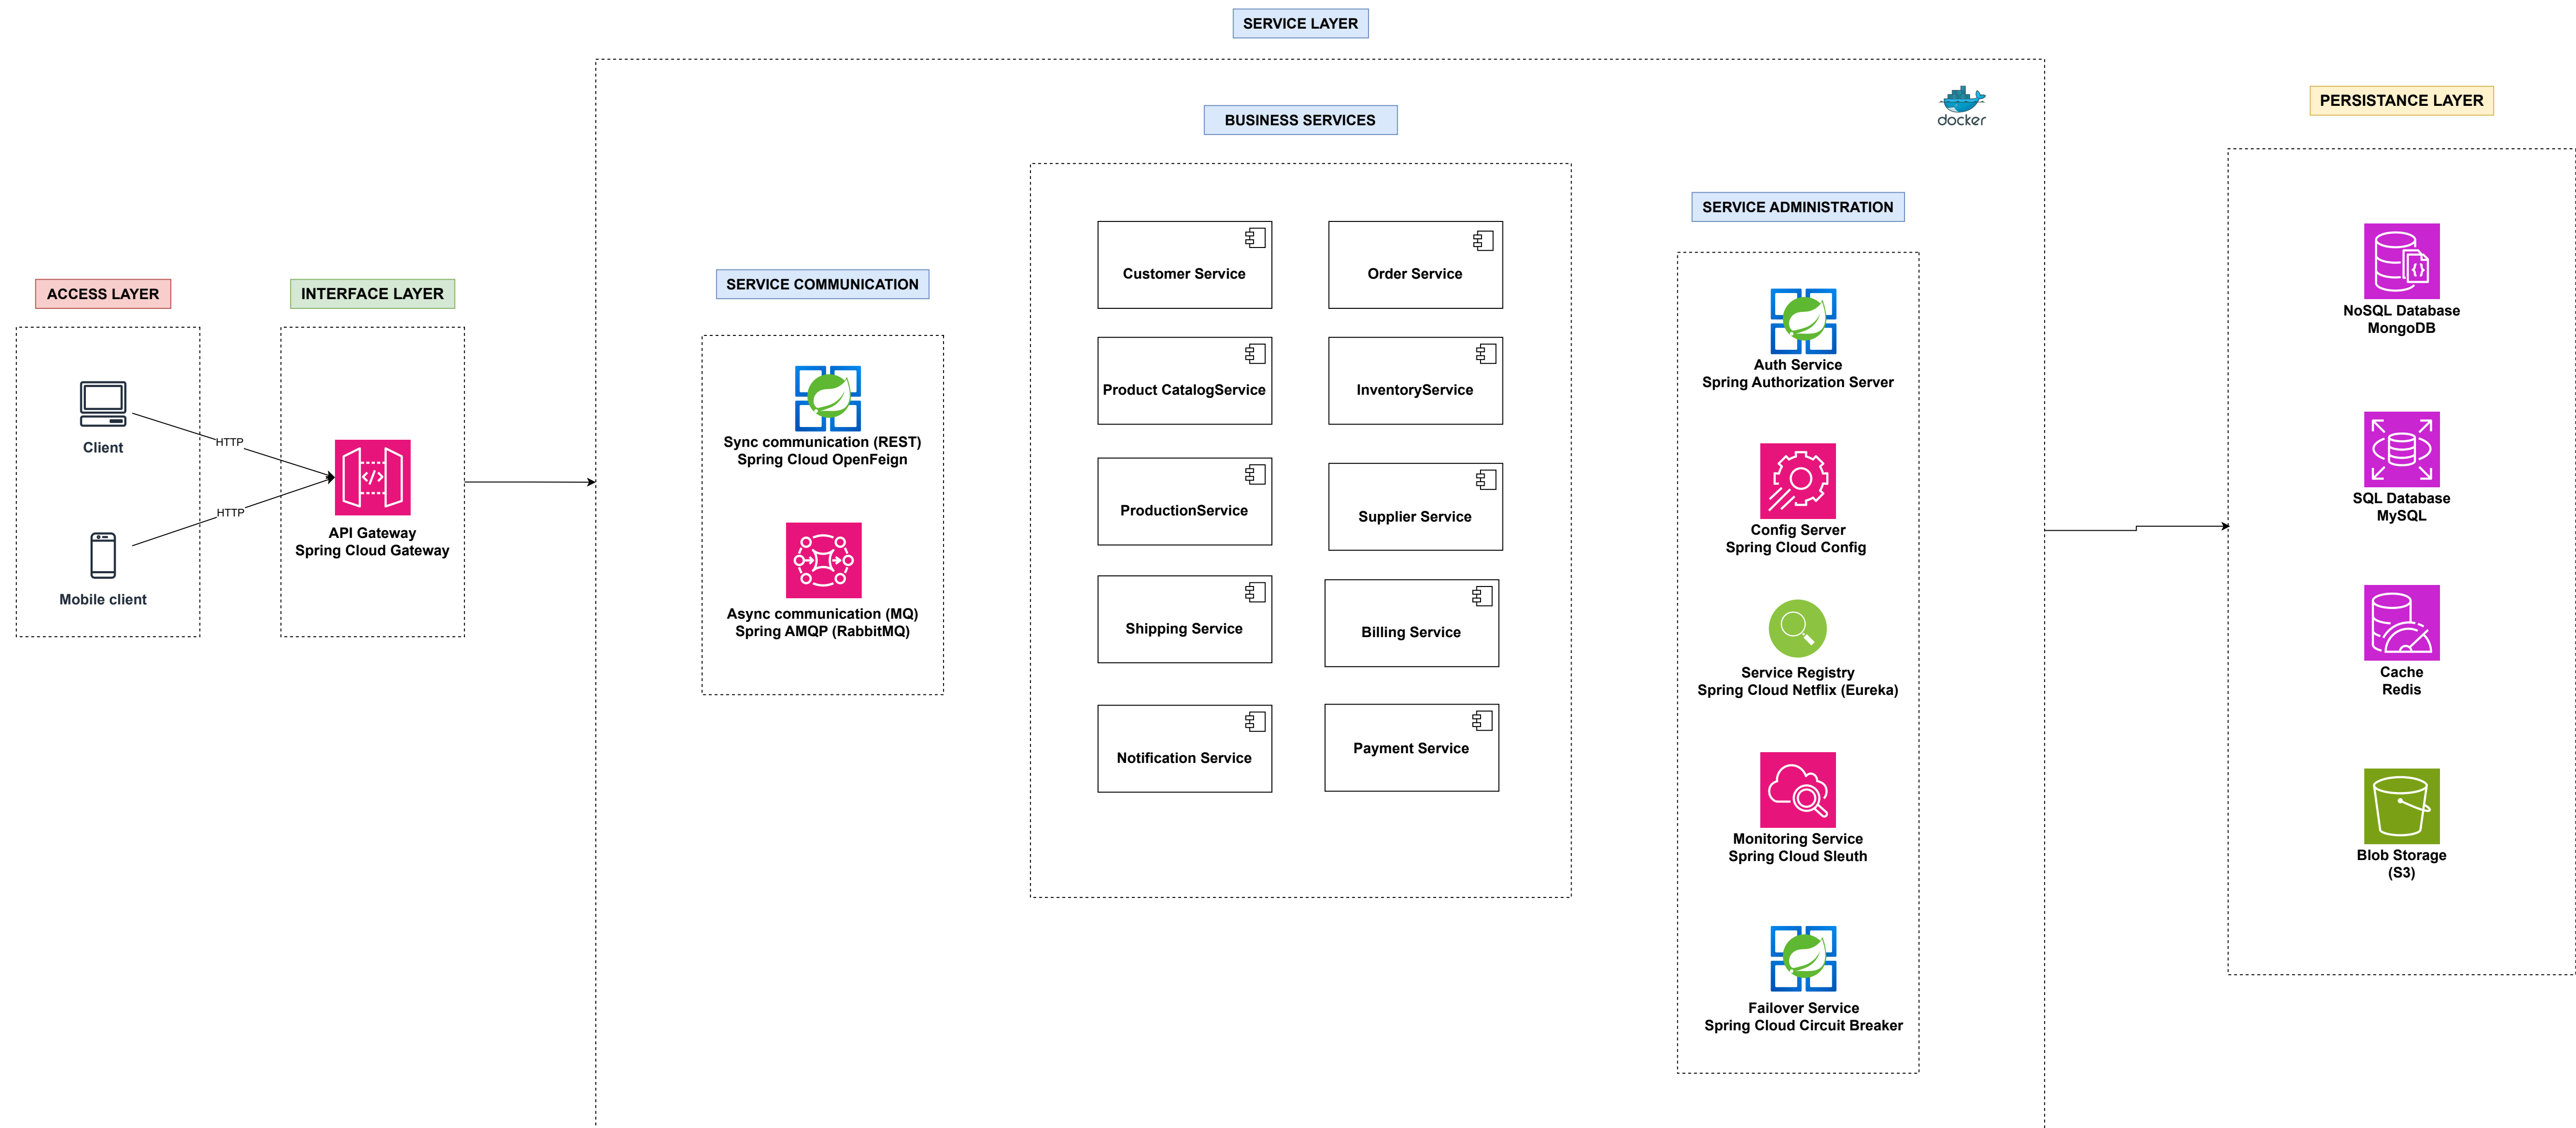 SERVICE LAYER
docker
PERSISTANCE LAYER
BUSINESS SERVICES
SERVICE ADMINISTRATION
SERVICE COMMUNICATION
ACCESS LAYER
INTERFACE LAYER
Client
Mobile client
HTTP
HTTP
API Gateway
Spring Cloud Gateway
Sync communication (REST)
Spring Cloud OpenFeign
Async communication (MQ)
Spring AMQP (RabbitMQ)
Customer Service
Order Service
Product CatalogService
InventoryService
ProductionService
Supplier Service
Shipping Service
Billing Service
Notification Service
Payment Service
Auth Service
Spring Authorization Server
Config Server
Spring Cloud Config
Service Registry
Spring Cloud Netflix (Eureka)
Monitoring Service
Spring Cloud Sleuth
Failover Service
Spring Cloud Circuit Breaker
NoSQL Database
MongoDB
SQL Database
MySQL
Cache
Redis
Blob Storage
(S3)